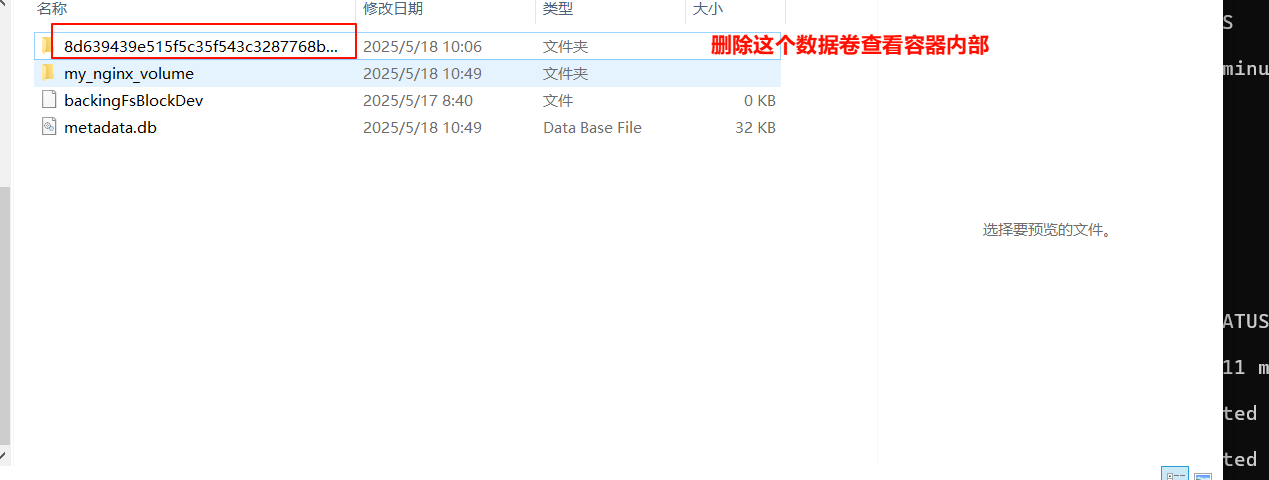 名称 修改日期 类型 大小
S
8d639439e515f5c35f543c3287768b... 2025/5/18 10:06 文件夹 删除这个数据卷查看容器内部
minu
my_nginx_volume 2025/5/18 10:49 文件夹
backingFsBlockDev 2025/5/17 8:40 文件 0 KB
metadata.db 2025/5/18 10:49 Data Base File 32 KB
选择要预览的文件。
ATUS
11 m
ted
ted